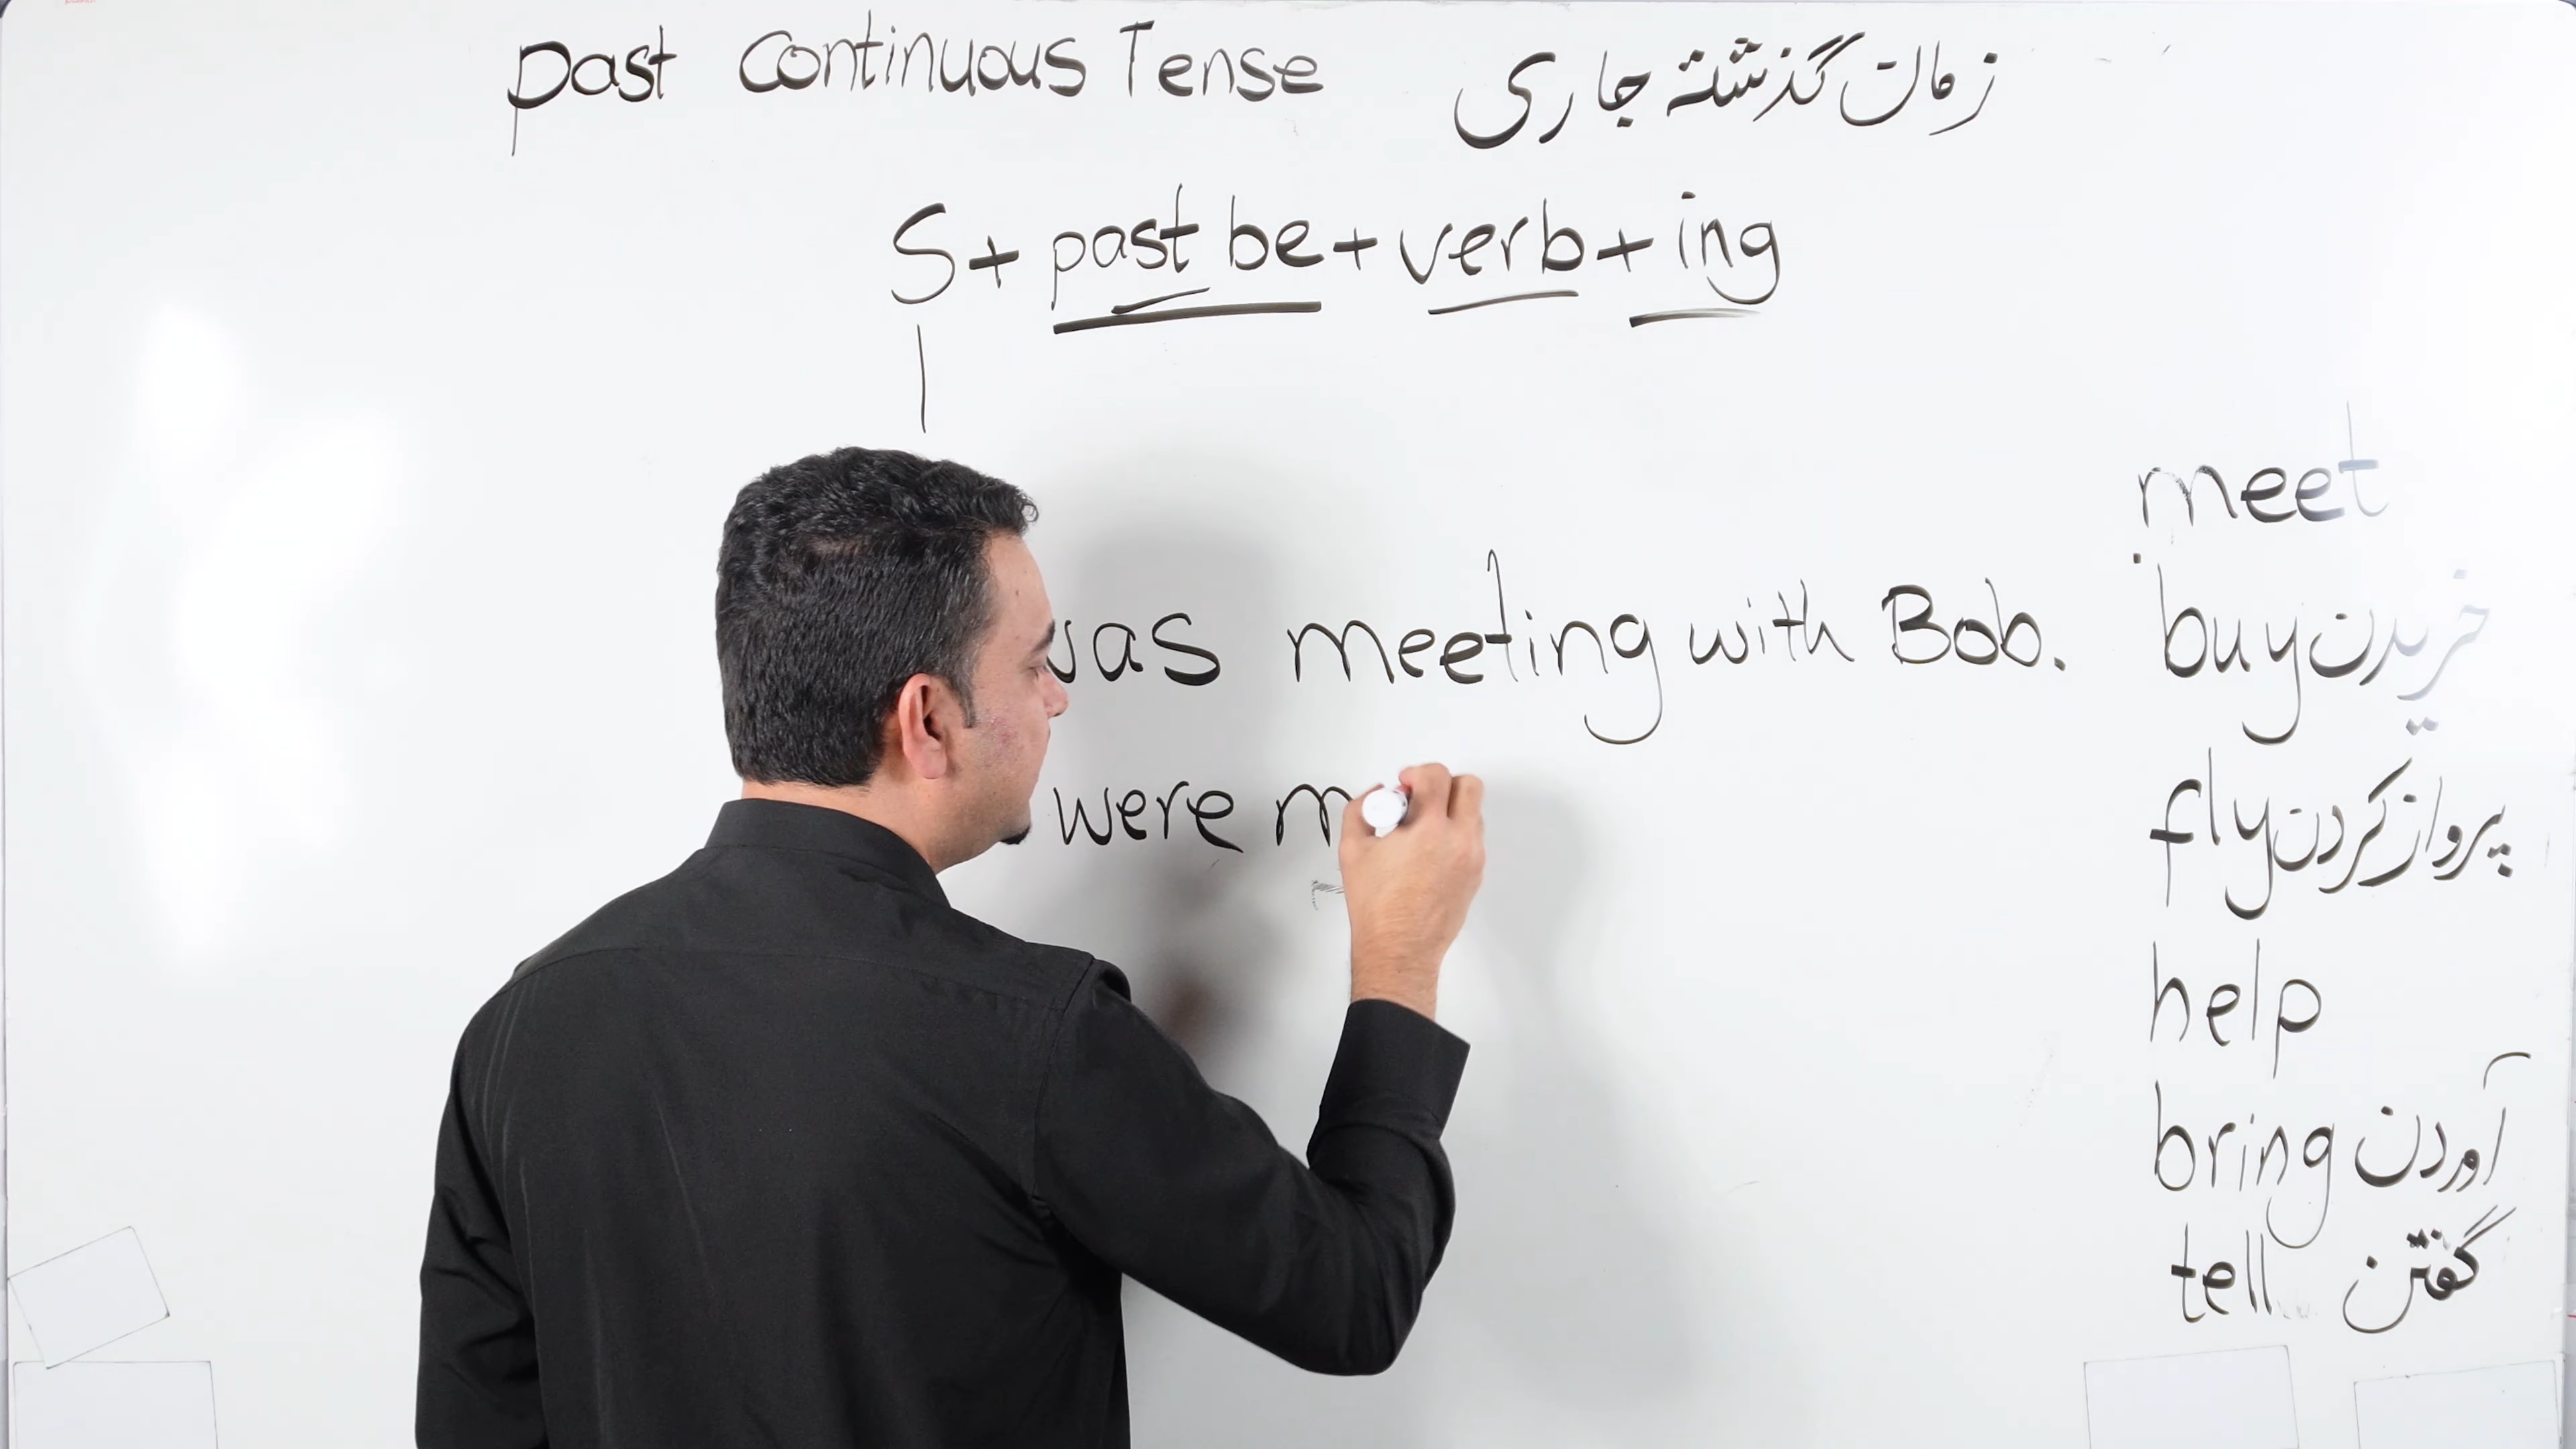 past Continuous Tense زمان گذشتهٔ جاری
S+ past be + verb + ing
meet
was meeting with Bob.
buy خریدن
were m
fly پرواز کردن
help
bring آوردن
tell گفتن